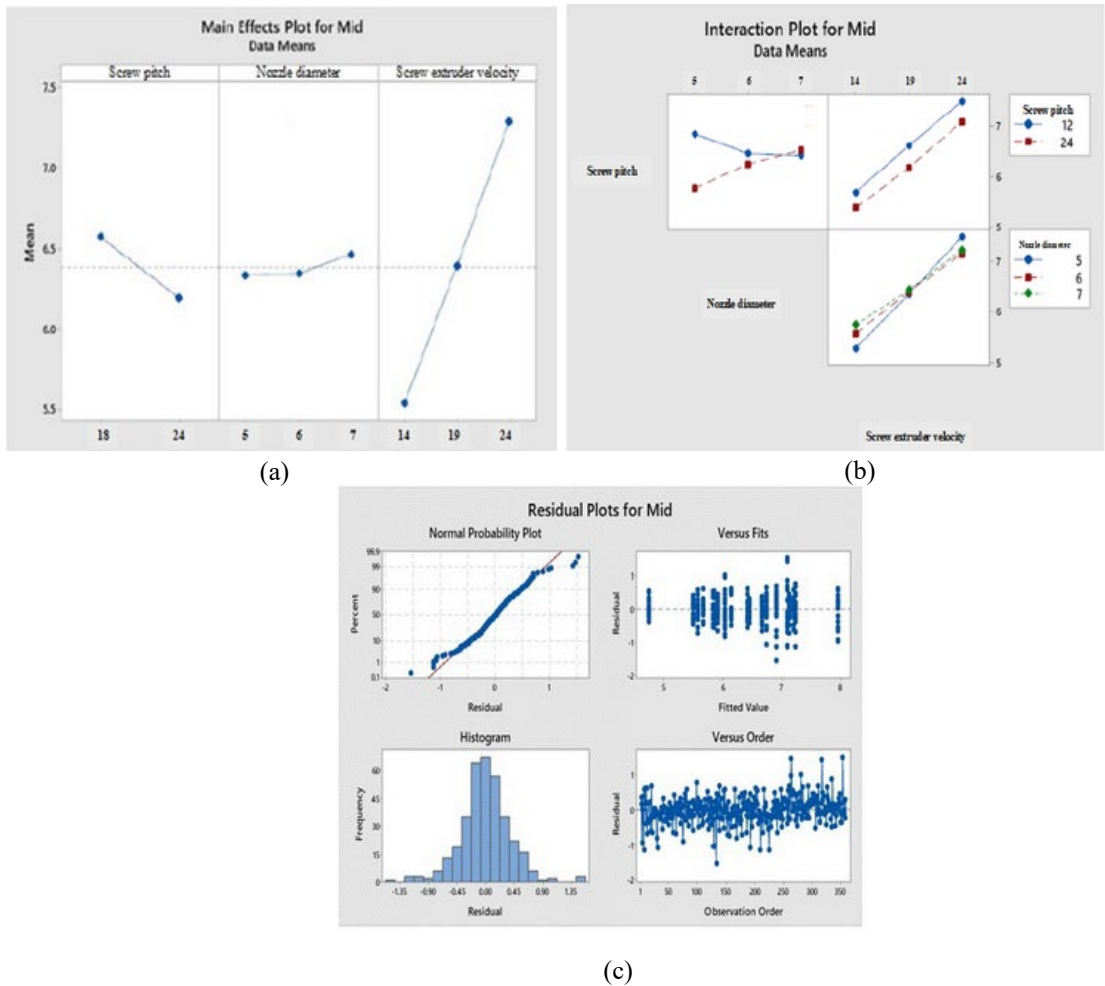 Main Effects Plot for Mid
Data Means
Screw pitch Nozzle diameter Screw extruder velocity
7.5
7.0
6.5
6.0
5.5
Mean
18 24 5 6 7 14 19 24
(a)
Interaction Plot for Mid
Data Means
5 6 7 14 19 24
Screw pitch
7
6
5
Screw pitch
12
24
Nozzle diameter
7
6
5
Nozzle diameter
5
6
7
Screw extruder velocity
(b)
Residual Plots for Mid
Normal Probability Plot
99.9
99
90
50
10
1
0.1
Percent
-2 -1 0 1
Residual
Versus Fits
1
0
-1
-2
Residual
5 6 7 8
Fitted Value
Histogram
60
45
30
15
0
Frequency
-1.35 -0.90 -0.45 0.00 0.45 0.90 1.35
Residual
Versus Order
1
0
-1
-2
Residual
1 50 100 150 200 250 300 350
Observation Order
(c)